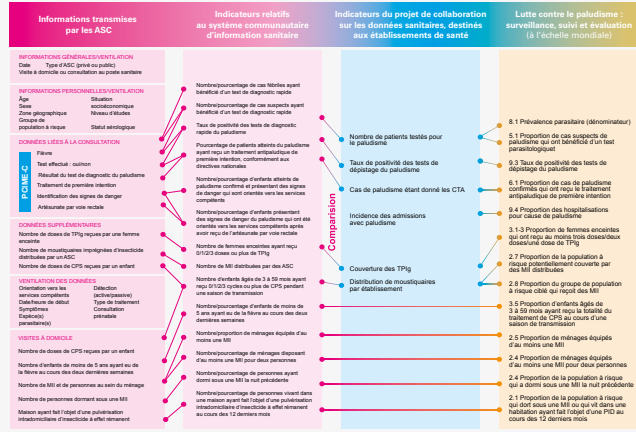 Informations transmises
par les ASC
INFORMATIONS GÉNÉRALES/VENTILATION
Date Type d'ASC (privé ou public)
Visite à domicile ou consultation au poste sanitaire
INFORMATIONS PERSONNELLES/VENTILATION
Âge Situation
Sexe socioéconomique
Zone géographique Niveau d'études
Groupe de
population à risque Statut sérologique
DONNÉES LIÉES À LA CONSULTATION
PCIME-C
Fièvre
Test effectué : oui/non
Résultat du test de diagnostic du paludisme
Traitement de première intention
Identification des signes de danger
Artésunate par voie rectale
DONNÉES SUPPLÉMENTAIRES
Nombre de doses de TPIg reçues par une femme
enceinte
Nombre de moustiquaires imprégnées d'insecticide
distribuées par un ASC
Nombre de doses de CPS reçues par un enfant
VENTILATION DES DONNÉES
Orientation vers les Détection
services compétents (active/passive)
Date/heure de début Type de traitement
Symptômes Consultation
Espèce(s) prénatale
parasitaire(s)
VISITES À DOMICILE
Nombre de doses de CPS reçues par un enfant
Nombre d'enfants de moins de 5 ans ayant eu de
la fièvre au cours des deux dernières semaines
Nombre de MII et de personnes au sein du ménage
Nombre de personnes dormant sous une MII
Maison ayant fait l'objet d'une pulvérisation
intradomiciliaire d'insecticide à effet rémanent
Indicateurs relatifs
au système communautaire
d'information sanitaire
Nombre/pourcentage de cas fébriles ayant
bénéficié d'un test de diagnostic rapide
Nombre/pourcentage de cas suspects ayant
bénéficié d'un test de diagnostic rapide
Taux de positivité des tests de diagnostic
rapide du paludisme
Pourcentage de patients atteints du paludisme
ayant reçu un traitement antipaludique de
première intention, conformément aux
directives nationales
Nombre/pourcentage d'enfants atteints de
paludisme confirmé et présentant des signes
de danger qui sont orientés vers les services
compétents
Nombre/pourcentage d'enfants présentant
des signes de danger du paludisme qui ont été
orientés vers les services compétents après
avoir reçu de l'artésunate par voie rectale
Nombre de femmes enceintes ayant reçu
0/1/2/3 doses ou plus de TPIg
Nombre de MII distribuées par des ASC
Nombre d'enfants âgés de 3 à 59 mois ayant
reçu 0/1/2/3 cycles ou plus de CPS pendant
une saison de transmission
Nombre/pourcentage d'enfants de moins de
5 ans ayant eu de la fièvre au cours des deux
dernières semaines
Nombre/proportion de ménages équipés d'au
moins une MII
Nombre/pourcentage de ménages disposant
d'au moins une MII pour deux personnes
Nombre/pourcentage de personnes ayant
dormi sous une MII la nuit précédente
Nombre/pourcentage de personnes vivant dans
une maison ayant fait l'objet d'une pulvérisation
intradomiciliaire d'insecticide à effet rémanent
au cours des 12 derniers mois
Comparision
Indicateurs du projet de collaboration
sur les données sanitaires, destinés
aux établissements de santé
Nombre de patients testés pour
le paludisme
Taux de positivité des tests de
dépistage du paludisme
Cas de paludisme étant donné les CTA
Incidence des admissions
avec paludisme
Couverture des TPIg
Distribution de moustiquaires
par établissement
Lutte contre le paludisme :
surveillance, suivi et évaluation
(à l'échelle mondiale)
8.1 Prévalence parasitaire (dénominateur)
5.1 Proportion de cas suspects de
paludisme qui ont bénéficié d'un test
parasitologiquet
9.3 Taux de positivité des tests de
dépistage du paludisme
6.1 Proportion de cas de paludisme
confirmés qui ont reçu le traitement
antipaludique de première intention
9.4 Proportion des hospitalisations
pour cause de paludisme
3.1-3 Proportion de femmes enceintes
qui ont reçu au moins trois doses/deux
doses/une dose de TPIg
2.7 Proportion de la population à
risque potentiellement couverte par
des MII distribuées
2.8 Proportion du groupe de population
à risque ciblé qui reçoit des MII
3.5 Proportion d'enfants âgés de
3 à 59 mois ayant reçu la totalité du
traitement de CPS au cours d'une
saison de transmission
2.5 Proportion de ménages équipés
d'au moins une MII
2.4 Proportion de ménages équipés
d'au moins une MII pour deux personnes
2.4 Proportion de la population à risque
qui a dormi sous une MII la nuit précédente
2.1 Proportion de la population à risque
qui dort sous une MII ou qui vit dans une
habitation ayant fait l'objet d'une PID au
cours des 12 derniers mois